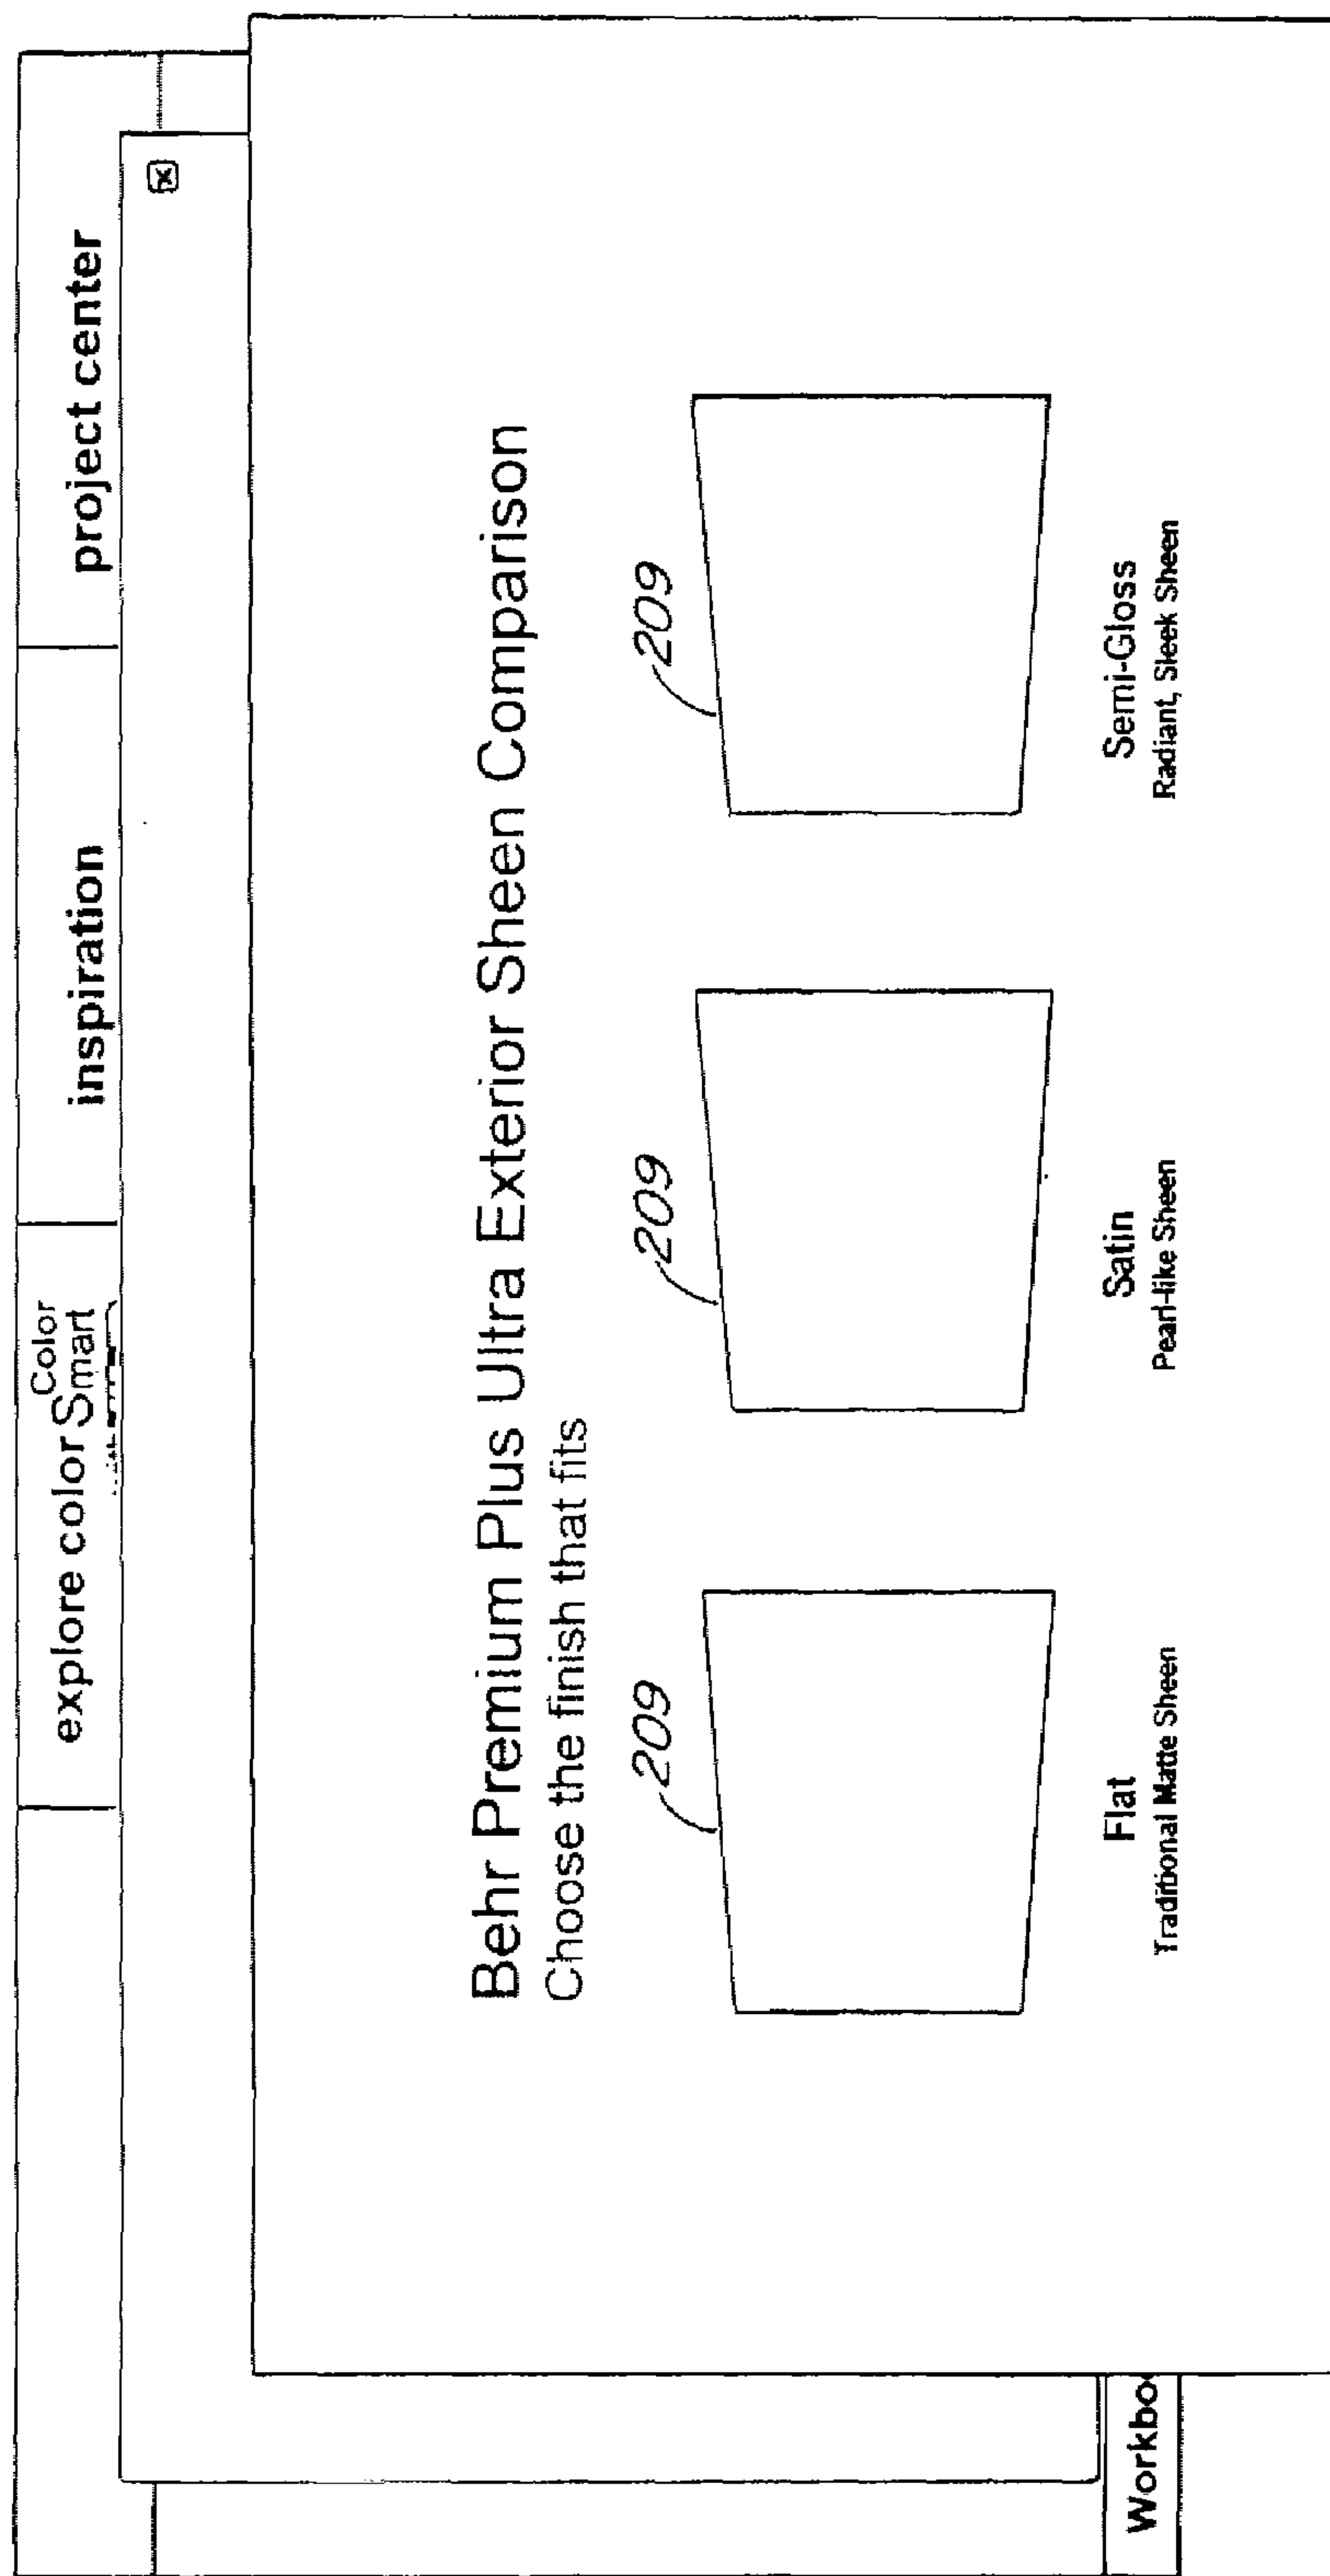 explore color
Color
Smart
inspiration
project center
x
Behr Premium Plus Ultra Exterior Sheen Comparison
Choose the finish that fits
209
209
209
Flat
Traditional Matte Sheen
Satin
Pearl-like Sheen
Semi-Gloss
Radiant, Sleek Sheen